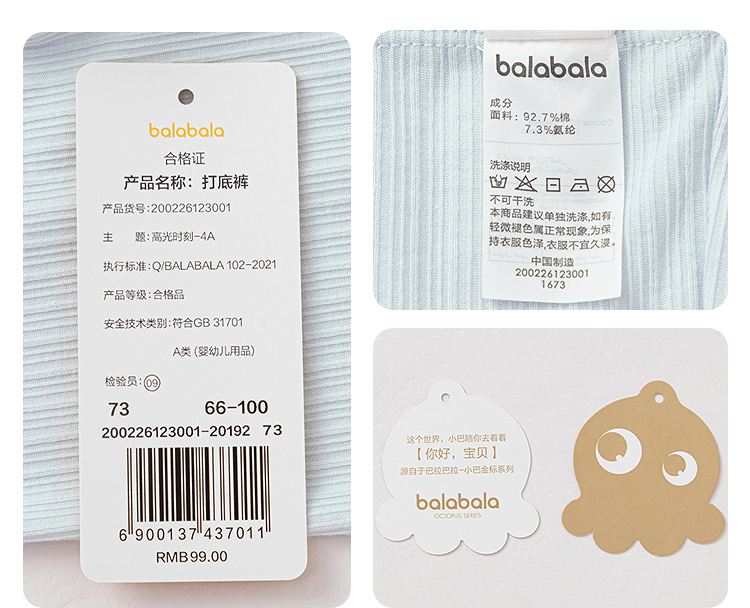 balabala
合格证
产品名称：打底裤
产品货号:200226123001
主 题:高光时刻-4A
执行标准:Q/BALABALA 102-2021
产品等级:合格品
安全技术类别:符合GB 31701
A类 (婴幼儿用品)
检验员:09
73 66-100
200226123001-20192 73
6 900137 437011
RMB99.00
balabala
成分
面料: 92.7%棉
7.3%氨纶
洗涤说明
不可干洗
本商品建议单独洗涤,如有
轻微褪色属正常现象,为保
持衣服色泽,衣服不宜久浸。
中国制造
200226123001
1673
这个世界，小巴陪你去看看
【你好，宝贝】
源自于巴拉巴拉-小巴金标系列
balabala
OCTOPUS SERIES